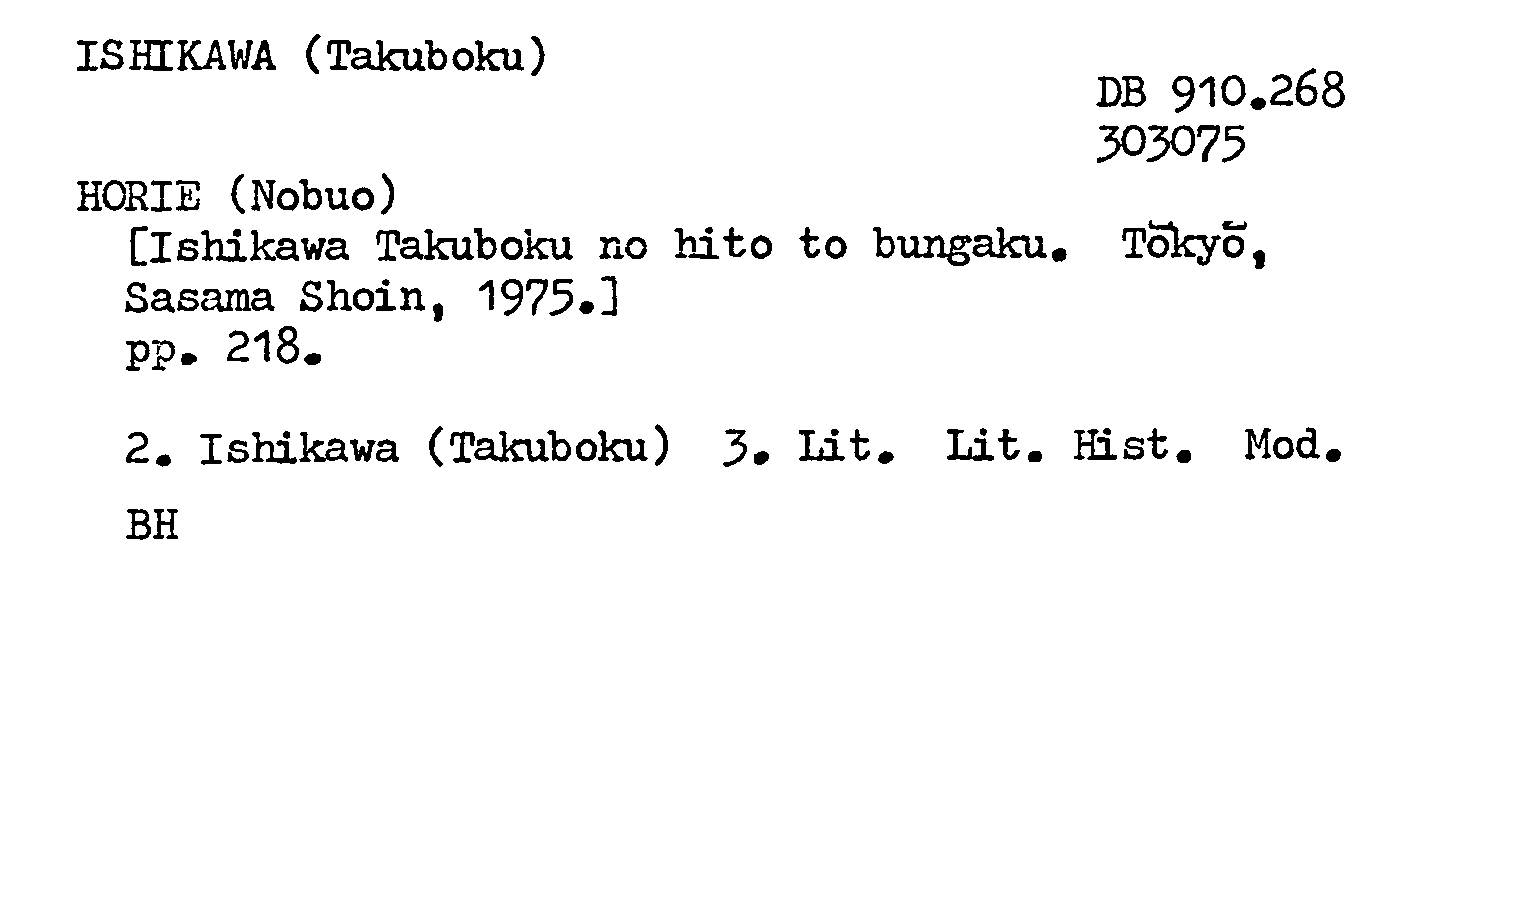 ISHIKAWA (Takuboku)
DB 910.268
303075
HORIE (Nobuo)
[Ishikawa Takuboku no hito to bungaku. Tōkyō,
Sasama Shoin, 1975.]
pp. 218.
2. Ishikawa (Takuboku) 3. Lit. Lit. Hist. Mod.
BH